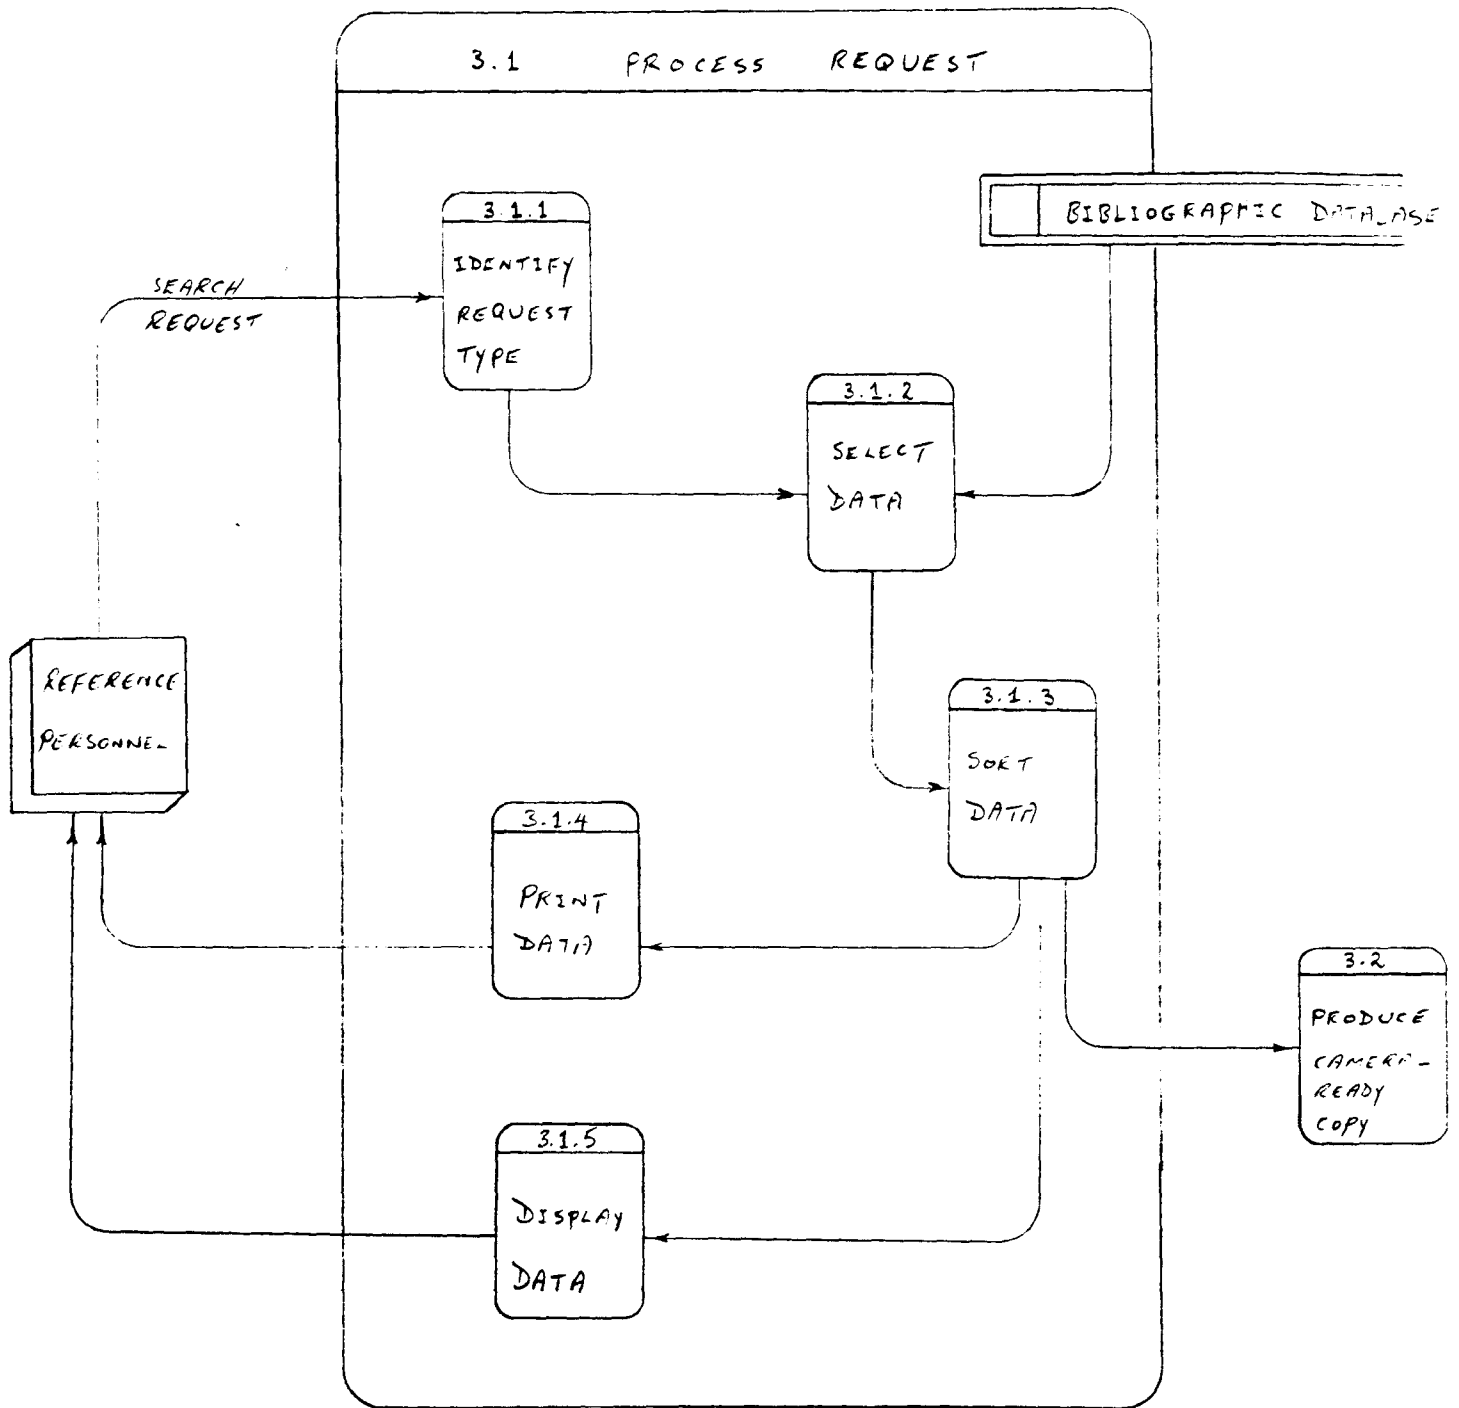 3.1 PROCESS REQUEST
BIBLIOGRAPHIC
3.1.1
IDENTIFY
REQUEST
TYPE
SEARCH
REQUEST
3.1.2
SELECT
DATA
REFERENCE
PERSONNEL
3.1.3
SORT
DATA
3.1.4
PRINT
DATA
3.2
PRODUCE
CAMERA-
READY
COPY
3.1.5
DISPLAY
DATA